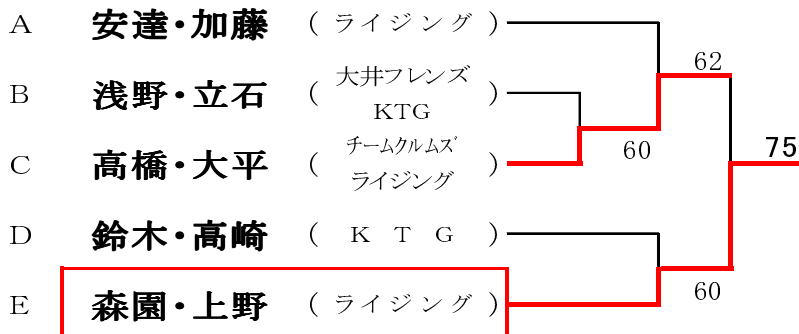 A 安達・加藤 (ライジング)
62
B 浅野・立石 (大井フレンズ
KTG)
60
C 高橋・大平 (チームクルムズ
ライジング)
75
D 鈴木・高崎 (KTG)
60
E 森園・上野 (ライジング)